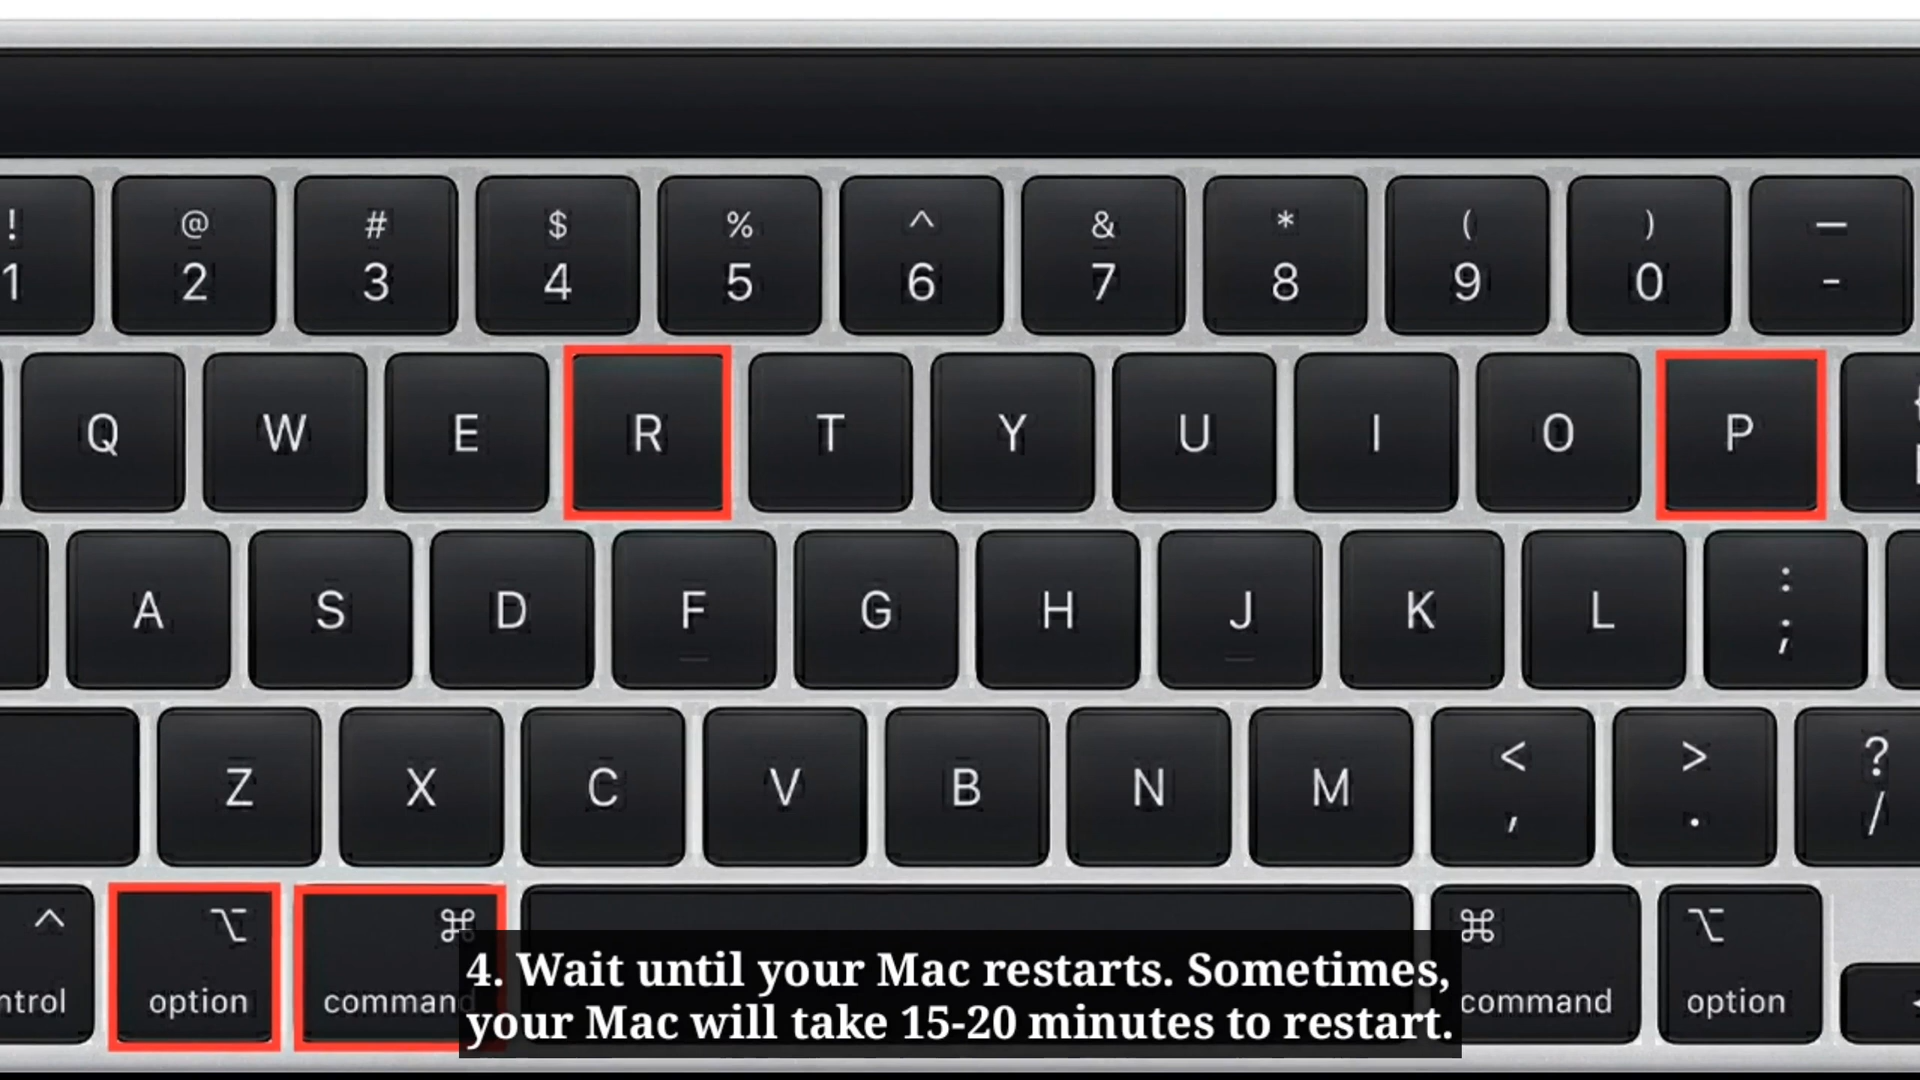 ! @ # $ % ^ & * ( ) —
1 2 3 4 5 6 7 8 9 0 -
Q W E R T Y U I O P
A S D F G H J K L : ;
Z X C V B N M < , > . ? /
^ ⌥ ⌘ ⌘ ⌥
ntrol option command command option
4. Wait until your Mac restarts. Sometimes,
your Mac will take 15-20 minutes to restart.